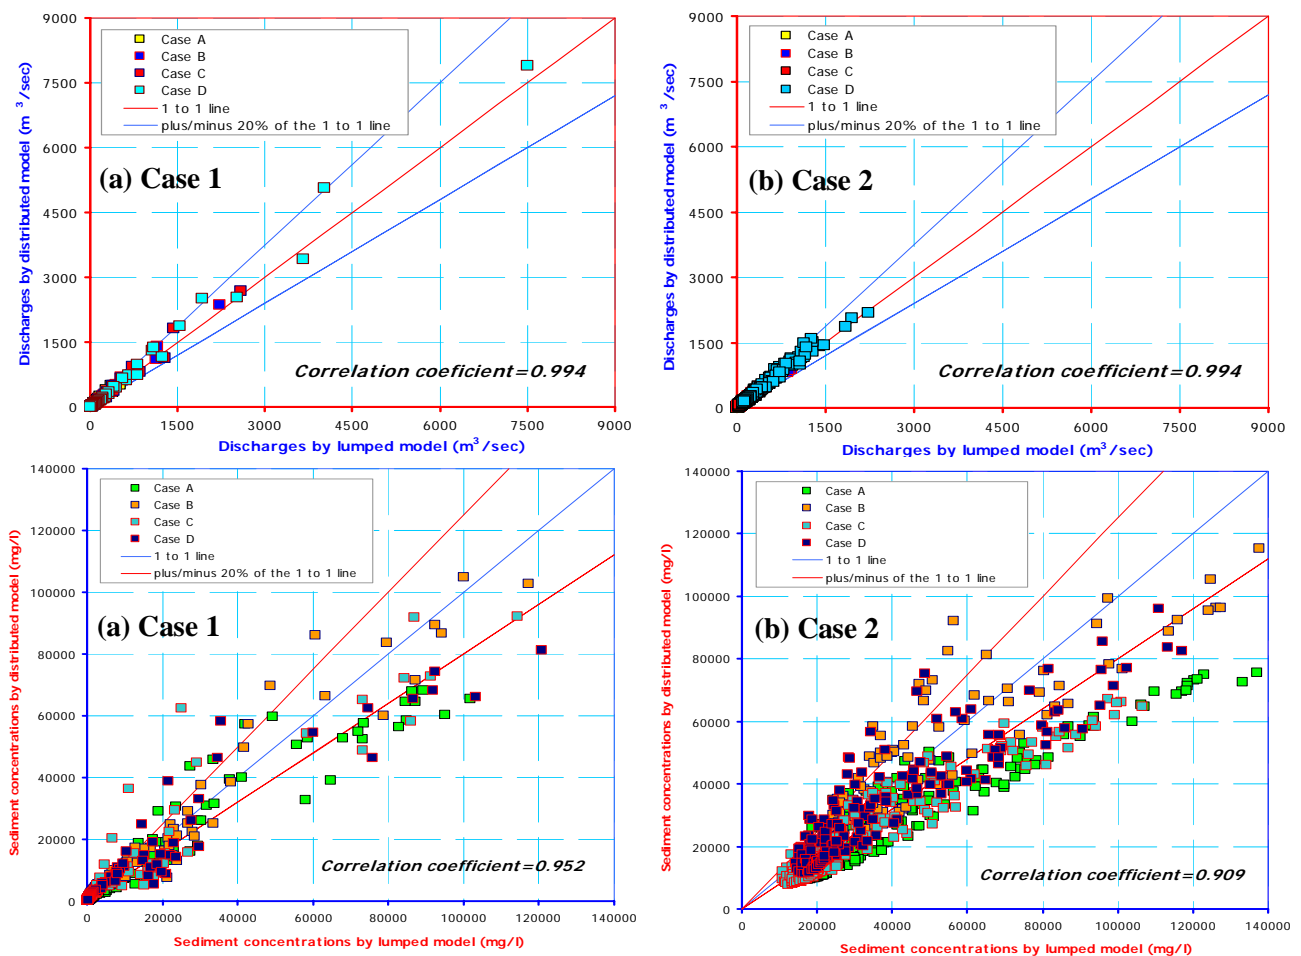 9000
7500
6000
4500
3000
1500
0
Discharges by distributed model (m³/sec)
Case A
Case B
Case C
Case D
1 to 1 line
plus/minus 20% of the 1 to 1 line
(a) Case 1
Correlation coeficient=0.994
0 1500 3000 4500 6000 7500 9000
Discharges by lumped model (m³/sec)
9000
7500
6000
4500
3000
1500
0
Discharges by distributed model (m³/sec)
Case A
Case B
Case C
Case D
1 to 1 line
plus/minus 20% of the 1 to 1 line
(b) Case 2
Correlation coefficient=0.994
0 1500 3000 4500 6000 7500 9000
Discharges by lumped model (m³/sec)
140000
120000
100000
80000
60000
40000
20000
0
Sediment concentrations by distributed model (mg/l)
Case A
Case B
Case C
Case D
1 to 1 line
plus/minus 20% of the 1 to 1 line
(a) Case 1
Correlation coefficient=0.952
0 20000 40000 60000 80000 100000 120000 140000
Sediment concentrations by lumped model (mg/l)
140000
120000
100000
80000
60000
40000
20000
0
Sediment concentrations by distributed model (mg/l)
Case A
Case B
Case C
Case D
1 to 1 line
plus/minus of the 1 to 1 line
(b) Case 2
Correlation coefficient=0.909
0 20000 40000 60000 80000 100000 120000 140000
Sediment concentrations by lumped model (mg/l)